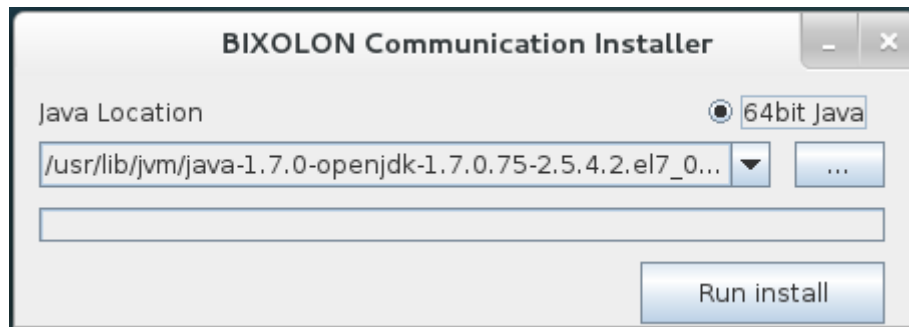 BIXOLON Communication Installer
Java Location
64bit Java
/usr/lib/jvm/java-1.7.0-openjdk-1.7.0.75-2.5.4.2.el7_0...
...
Run install